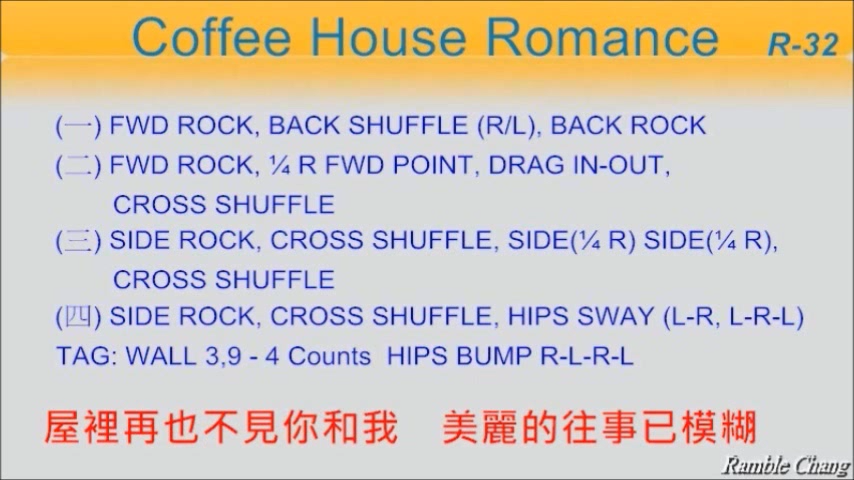 Coffee House Romance R-32
(一) FWD ROCK, BACK SHUFFLE (R/L), BACK ROCK
(二) FWD ROCK, ¼ R FWD POINT, DRAG IN-OUT,
CROSS SHUFFLE
(三) SIDE ROCK, CROSS SHUFFLE, SIDE(¼ R) SIDE(¼ R),
CROSS SHUFFLE
(四) SIDE ROCK, CROSS SHUFFLE, HIPS SWAY (L-R, L-R-L)
TAG: WALL 3,9 - 4 Counts HIPS BUMP R-L-R-L
屋裡再也不見你和我 美麗的往事已模糊
Ramble Chang